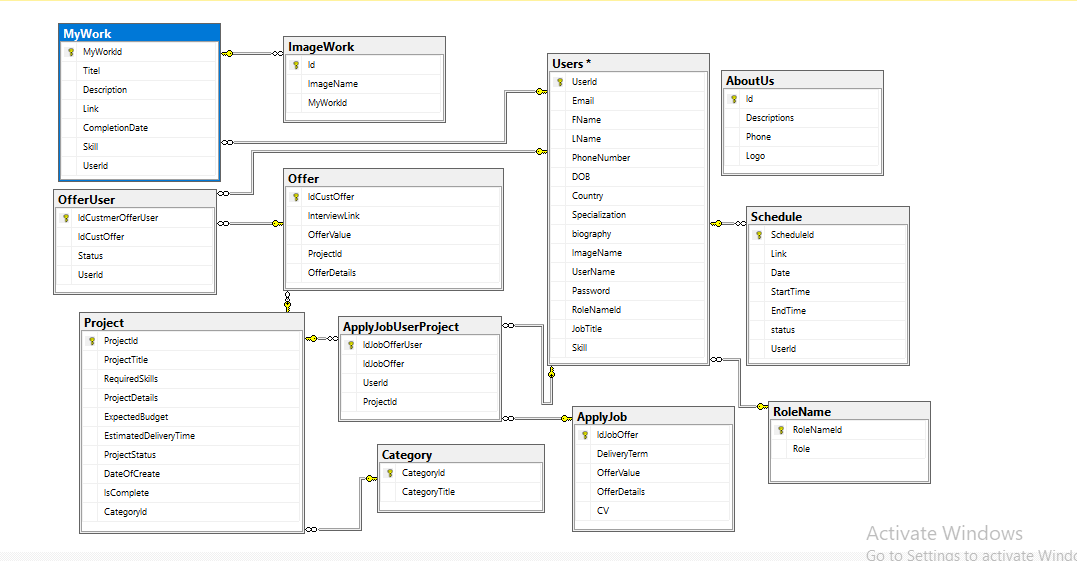 MyWork
MyWorkId
Titel
Description
Link
CompletionDate
Skill
UserId
ImageWork
Id
ImageName
MyWorkId
Users *
UserId
Email
FName
LName
PhoneNumber
DOB
Country
Specialization
biography
ImageName
UserName
Password
RoleNameId
JobTitle
Skill
AboutUs
Id
Descriptions
Phone
Logo
OfferUser
IdCustmerOfferUser
IdCustOffer
Status
UserId
Offer
IdCustOffer
InterviewLink
OfferValue
ProjectId
OfferDetails
Schedule
ScheduleId
Link
Date
StartTime
EndTime
status
UserId
Project
ProjectId
ProjectTitle
RequiredSkills
ProjectDetails
ExpectedBudget
EstimatedDeliveryTime
ProjectStatus
DateOfCreate
IsComplete
CategoryId
ApplyJobUserProject
IdJobOfferUser
IdJobOffer
UserId
ProjectId
Category
CategoryId
CategoryTitle
ApplyJob
IdJobOffer
DeliveryTerm
OfferValue
OfferDetails
CV
RoleName
RoleNameId
Role
Activate Windows
Go to Settings to activate Windo